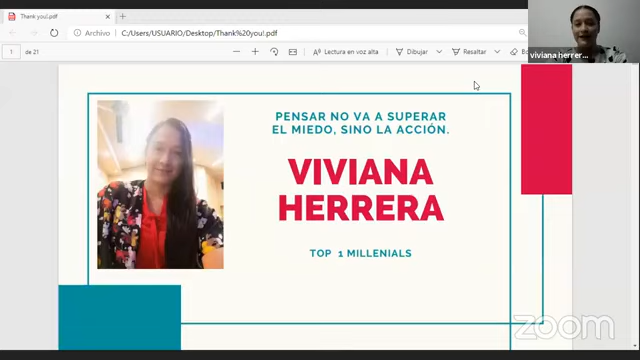 Thank you!.pdf
Archivo
C:/Users/USUARIO/Desktop/Thank%20you!.pdf
1
de 21
Lectura en voz alta
Dibujar
Resaltar
viviana herrer...
PENSAR NO VA A SUPERAR
EL MIEDO, SINO LA ACCIÓN.
VIVIANA
HERRERA
TOP 1 MILLENIALS
zoom